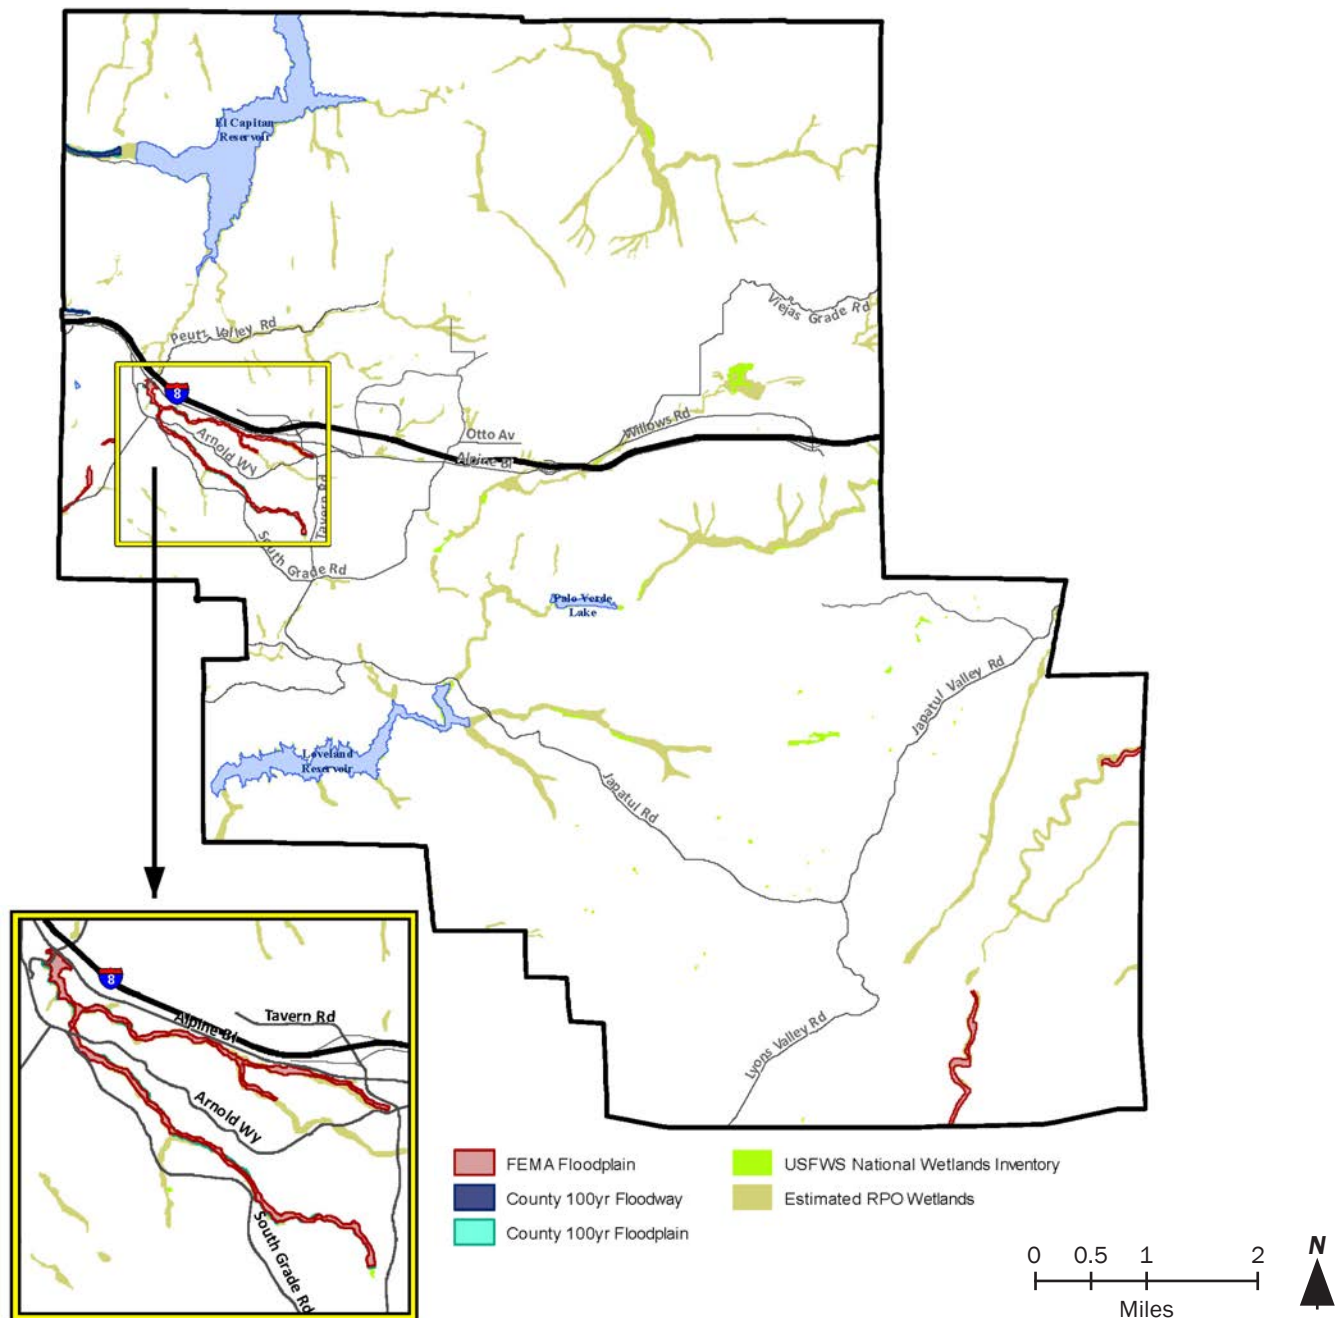 El Capitan
Reservoir
Viejas Grade Rd
Peutz Valley Rd
8
Otto Av
Willows Rd
Arnold WY
Alpine Bl
Tavern Rd
South Grade Rd
Palo Verde
Lake
Japatul Valley Rd
Loveland
Reservoir
Japatul Rd
Lyons Valley Rd
8
Tavern Rd
Alpine Bl
Arnold WY
South Grade Rd
FEMA Floodplain
County 100yr Floodway
County 100yr Floodplain
USFWS National Wetlands Inventory
Estimated RPO Wetlands
0 0.5 1 2
Miles
N